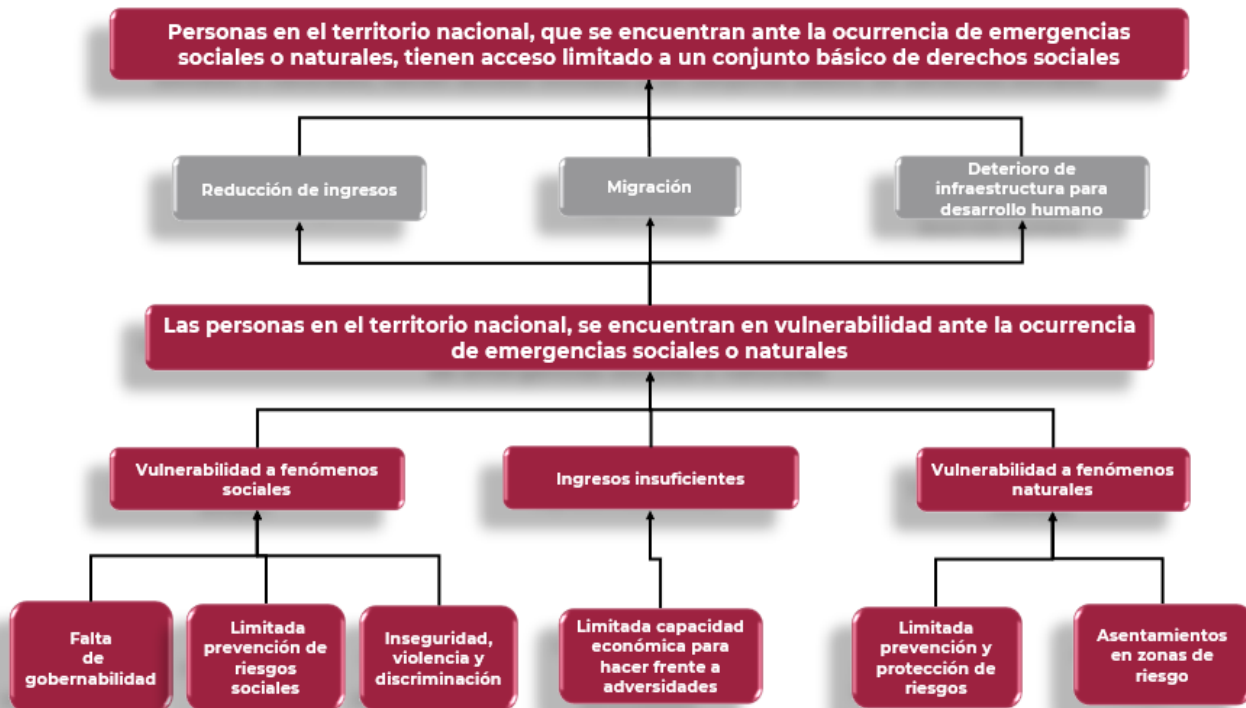 Personas en el territorio nacional, que se encuentran ante la ocurrencia de emergencias
sociales o naturales, tienen acceso limitado a un conjunto básico de derechos sociales
Reducción de ingresos
Migración
Deterioro de
infraestructura para
desarrollo humano
Las personas en el territorio nacional, se encuentran en vulnerabilidad ante la ocurrencia
de emergencias sociales o naturales
Vulnerabilidad a fenómenos
sociales
Ingresos insuficientes
Vulnerabilidad a fenómenos
naturales
Falta
de
gobernabilidad
Limitada
prevención de
riesgos
sociales
Inseguridad,
violencia y
discriminación
Limitada capacidad
económica para
hacer frente a
adversidades
Limitada
prevención y
protección de
riesgos
Asentamientos
en zonas de
riesgo